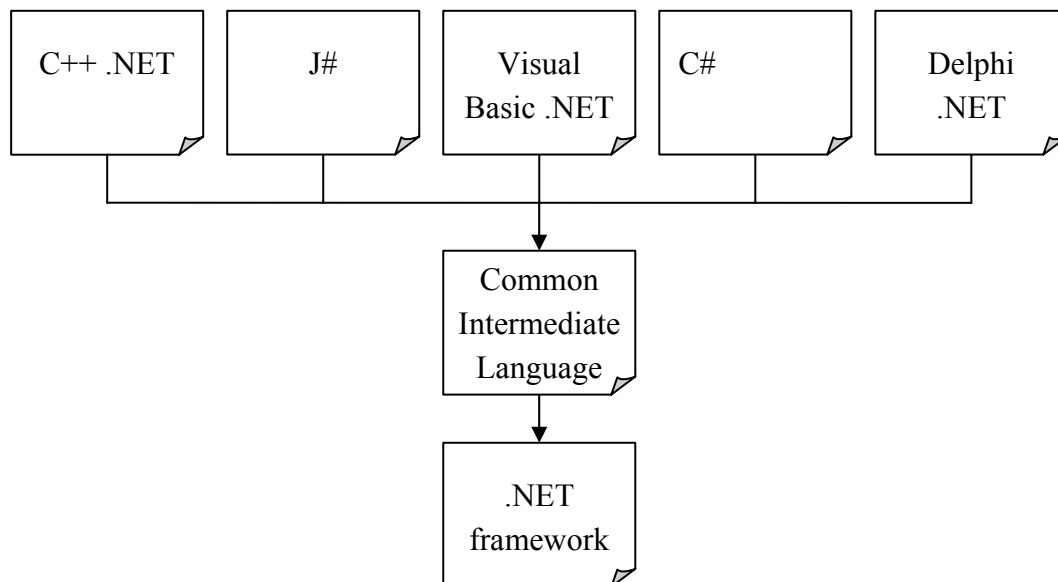 C++ .NET
J#
Visual
Basic .NET
C#
Delphi
.NET
Common
Intermediate
Language
.NET
framework